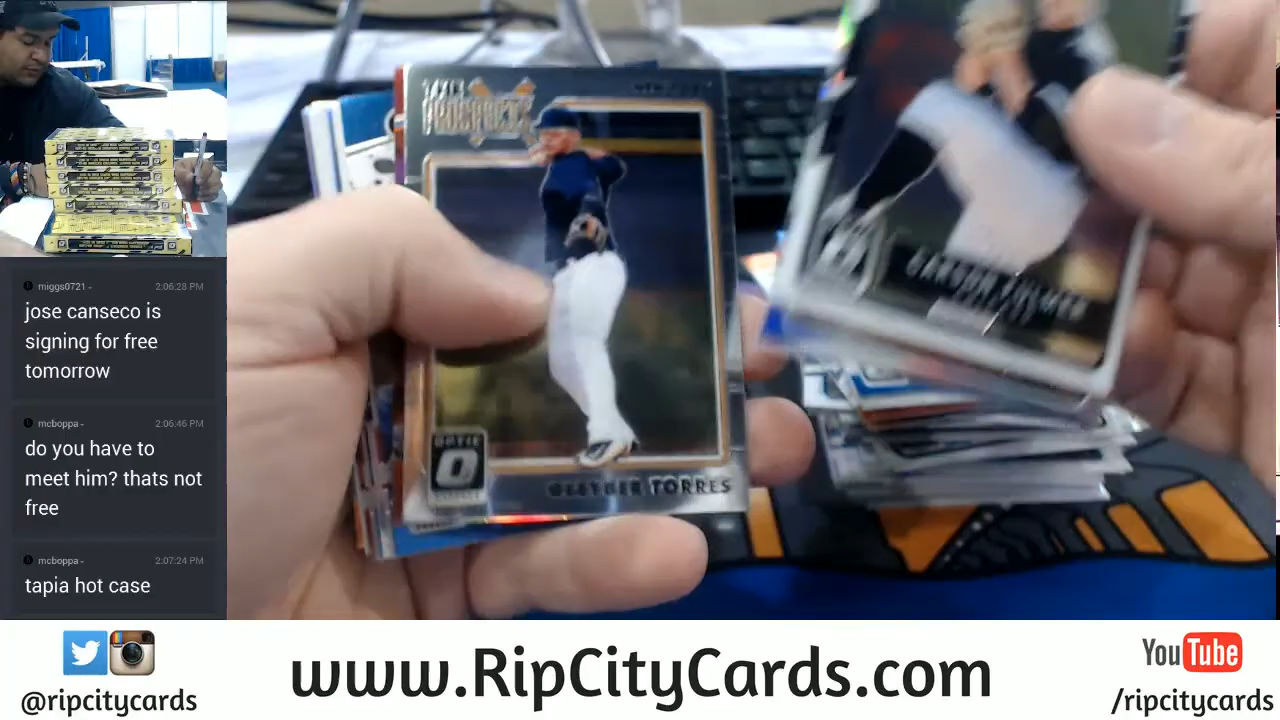 miggs0721 -
2:06:28 PM
jose canseco is
signing for free
tomorrow
mcboppa -
2:06:46 PM
do you have to
meet him? thats not
free
mcboppa -
2:07:24 PM
tapia hot case
PROSPECTS
O
GLEYBER TORRES
CARSON FULMER
@ripcitycards
www.RipCityCards.com
YouTube
/ripcitycards